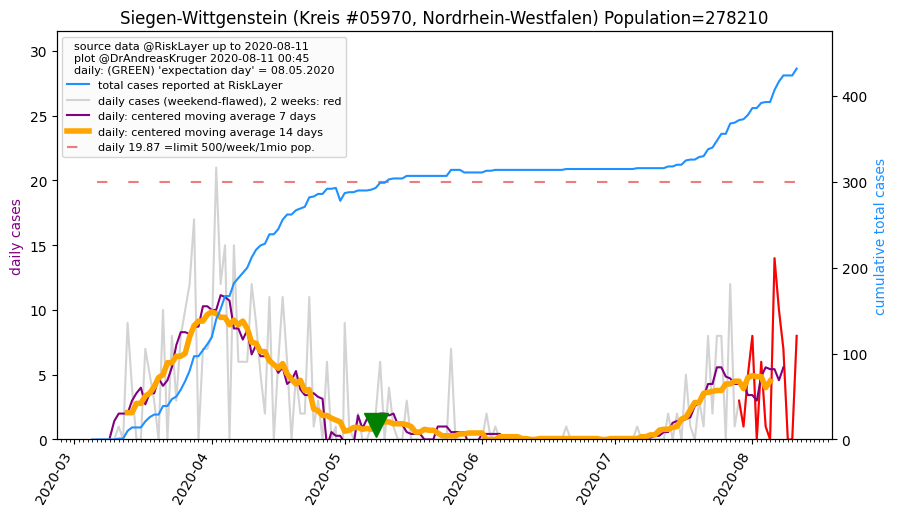 Siegen-Wittgenstein (Kreis #05970, Nordrhein-Westfalen) Population=278210
source data @RiskLayer up to 2020-08-11
plot @DrAndreasKruger 2020-08-11 00:45
daily: (GREEN) 'expectation day' = 08.05.2020
total cases reported at RiskLayer
daily cases (weekend-flawed), 2 weeks: red
daily: centered moving average 7 days
daily: centered moving average 14 days
daily 19.87 =limit 500/week/1mio pop.
daily cases
30
25
20
15
10
5
0
cumulative total cases
400
300
200
100
0
2020-03
2020-04
2020-05
2020-06
2020-07
2020-08